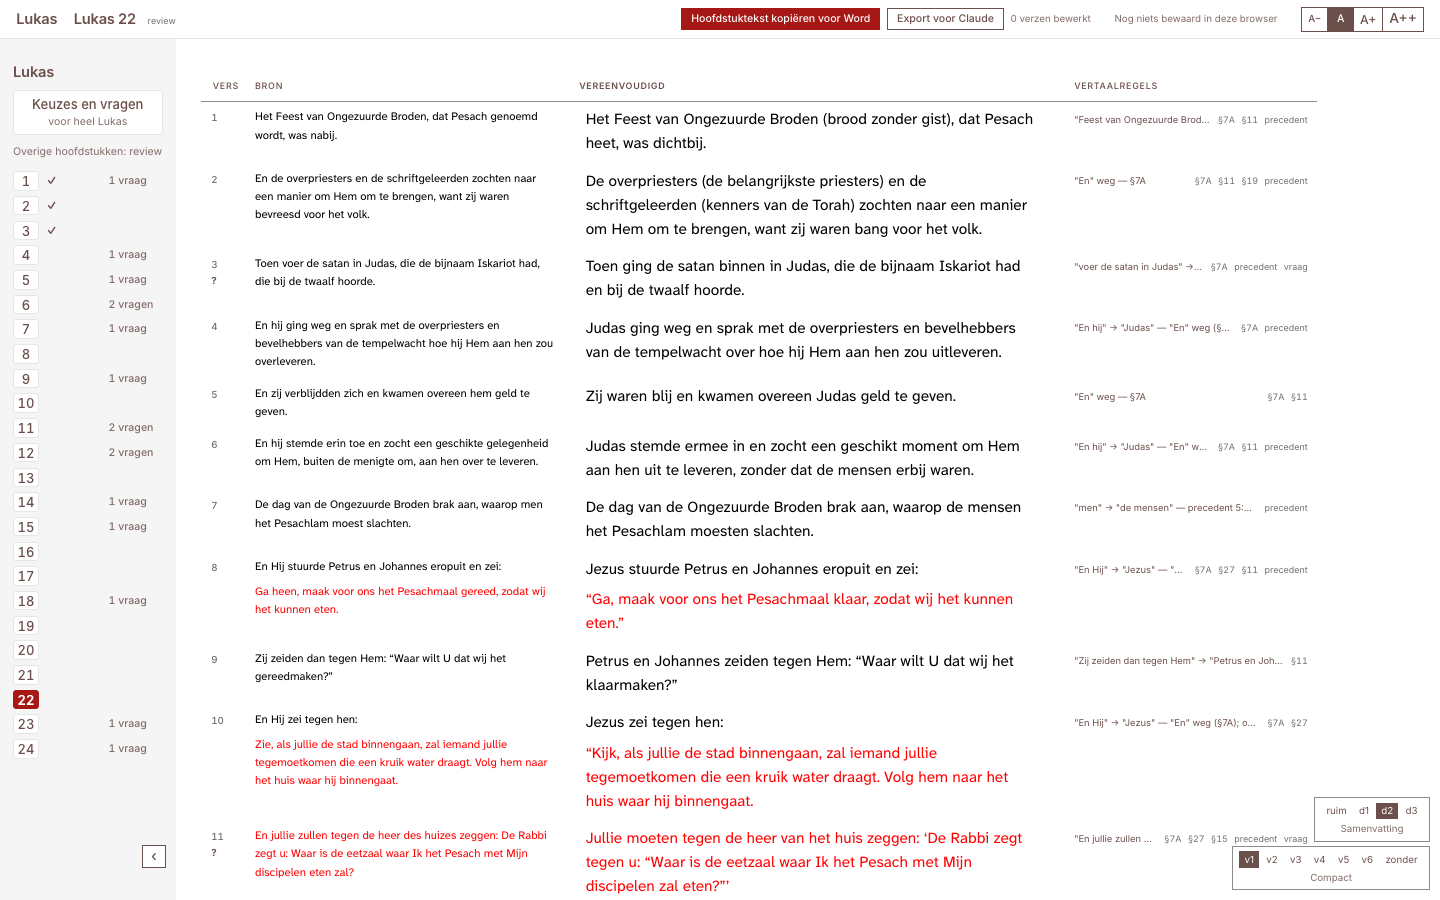 Lukas Lukas 22 review
Hoofdstuktekst kopiëren voor Word Export voor Claude 0 verzen bewerkt Nog niets bewaard in deze browser A− A A+ A++
Lukas
Keuzes en vragen
voor heel Lukas
Overige hoofdstukken: review
1 ✓ 1 vraag
2 ✓
3 ✓
4 1 vraag
5 1 vraag
6 2 vragen
7 1 vraag
8
9 1 vraag
10
11 2 vragen
12 2 vragen
13
14 1 vraag
15 1 vraag
16
17
18 1 vraag
19
20
21
22
23 1 vraag
24 1 vraag
‹
VERS BRON VEREENVOUDIGD VERTAALREGELS
1
Het Feest van Ongezuurde Broden, dat Pesach genoemd
wordt, was nabij.
Het Feest van Ongezuurde Broden (brood zonder gist), dat Pesach
heet, was dichtbij.
"Feest van Ongezuurde Brod... §7A §11 precedent
2
En de overpriesters en de schriftgeleerden zochten naar
een manier om Hem om te brengen, want zij waren
bevreesd voor het volk.
De overpriesters (de belangrijkste priesters) en de
schriftgeleerden (kenners van de Torah) zochten naar een manier
om Hem om te brengen, want zij waren bang voor het volk.
"En" weg — §7A §7A §11 §19 precedent
3
?
Toen voer de satan in Judas, die de bijnaam Iskariot had,
die bij de twaalf hoorde.
Toen ging de satan binnen in Judas, die de bijnaam Iskariot had
en bij de twaalf hoorde.
"voer de satan in Judas" →... §7A precedent vraag
4
En hij ging weg en sprak met de overpriesters en
bevelhebbers van de tempelwacht hoe hij Hem aan hen zou
overleveren.
Judas ging weg en sprak met de overpriesters en bevelhebbers
van de tempelwacht over hoe hij Hem aan hen zou uitleveren.
"En hij" → "Judas" — "En" weg (§... §7A precedent
5
En zij verblijdden zich en kwamen overeen hem geld te
geven.
Zij waren blij en kwamen overeen Judas geld te geven.
"En" weg — §7A §7A §11
6
En hij stemde erin toe en zocht een geschikte gelegenheid
om Hem, buiten de menigte om, aan hen over te leveren.
Judas stemde ermee in en zocht een geschikt moment om Hem
aan hen uit te leveren, zonder dat de mensen erbij waren.
"En hij" → "Judas" — "En" w... §7A §11 precedent
7
De dag van de Ongezuurde Broden brak aan, waarop men
het Pesachlam moest slachten.
De dag van de Ongezuurde Broden brak aan, waarop de mensen
het Pesachlam moesten slachten.
"men" → "de mensen" — precedent 5:... precedent
8
En Hij stuurde Petrus en Johannes eropuit en zei:
Ga heen, maak voor ons het Pesachmaal gereed, zodat wij
het kunnen eten.
Jezus stuurde Petrus en Johannes eropuit en zei:
“Ga, maak voor ons het Pesachmaal klaar, zodat wij het kunnen
eten.”
"En Hij" → "Jezus" — "... §7A §27 §11 precedent
9
Zij zeiden dan tegen Hem: “Waar wilt U dat wij het
gereedmaken?”
Petrus en Johannes zeiden tegen Hem: “Waar wilt U dat wij het
klaarmaken?”
"Zij zeiden dan tegen Hem" → "Petrus en Joh... §11
10
En Hij zei tegen hen:
Zie, als jullie de stad binnengaan, zal iemand jullie
tegemoetkomen die een kruik water draagt. Volg hem naar
het huis waar hij binnengaat.
Jezus zei tegen hen:
“Kijk, als jullie de stad binnengaan, zal iemand jullie
tegemoetkomen die een kruik water draagt. Volg hem naar het
huis waar hij binnengaat.
"En Hij" → "Jezus" — "En" weg (§7A); o... §7A §27
11
?
En jullie zullen tegen de heer des huizes zeggen: De Rabbi
zegt u: Waar is de eetzaal waar Ik het Pesach met Mijn
discipelen eten zal?
Jullie moeten tegen de heer van het huis zeggen: ‘De Rabbi zegt
tegen u: “Waar is de eetzaal waar Ik het Pesach met Mijn
discipelen zal eten?”’
"En jullie zullen ... §7A §27 §15 precedent vraag
ruim d1 d2 d3
Samenvatting
v1 v2 v3 v4 v5 v6 zonder
Compact